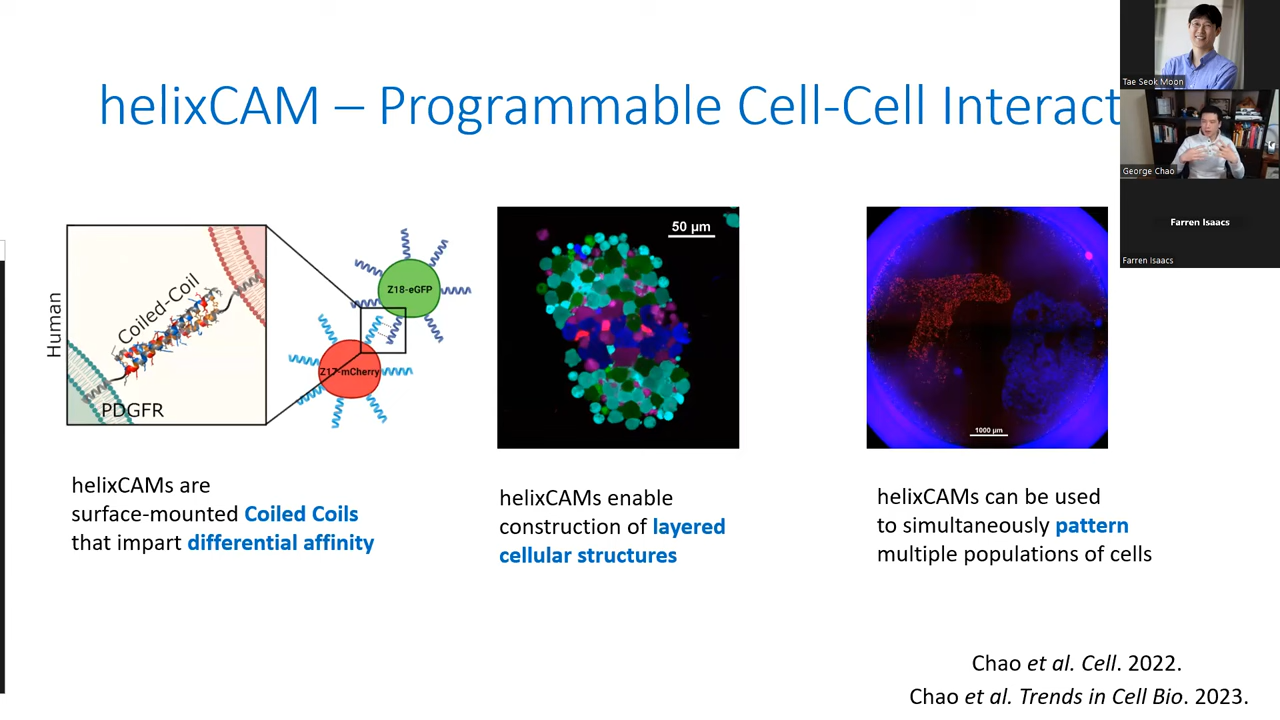 helixCAM – Programmable Cell-Cell Interact
Tae Seok Moon
George Chao
Farren Isaacs
Farren Isaacs
Human
Coiled-Coil
PDGFR
Z18-eGFP
Z17-mCherry
50 µm
1000 µm
helixCAMs are
surface-mounted Coiled Coils
that impart differential affinity
helixCAMs enable
construction of layered
cellular structures
helixCAMs can be used
to simultaneously pattern
multiple populations of cells
Chao et al. Cell. 2022.
Chao et al. Trends in Cell Bio. 2023.